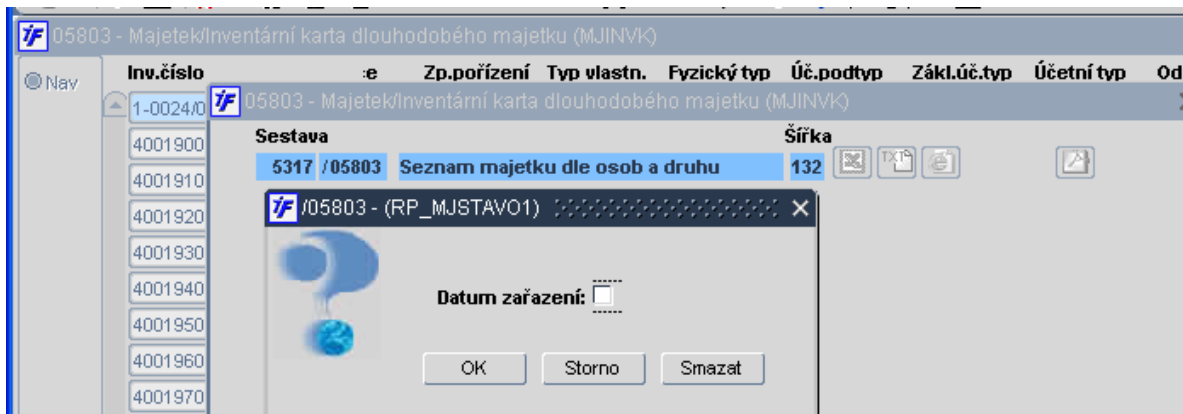 05803 - Majetek/Inventární karta dlouhodobého majetku (MJINVK)
Nav
Inv.číslo :e Zp.pořízení Typ vlastn. Fyzický typ Úč.podtyp Zákl.úč.typ Účetní typ Od
1-0024/0
05803 - Majetek/Inventární karta dlouhodobého majetku (MJINVK)
4001900
Sestava Šířka
5317 /05803 Seznam majetku dle osob a druhu 132
TXT
4001910
/05803 - (RP_MJSTAVO1)
4001920
4001930
4001940
Datum zařazení:
4001950
4001960
OK Storno Smazat
4001970